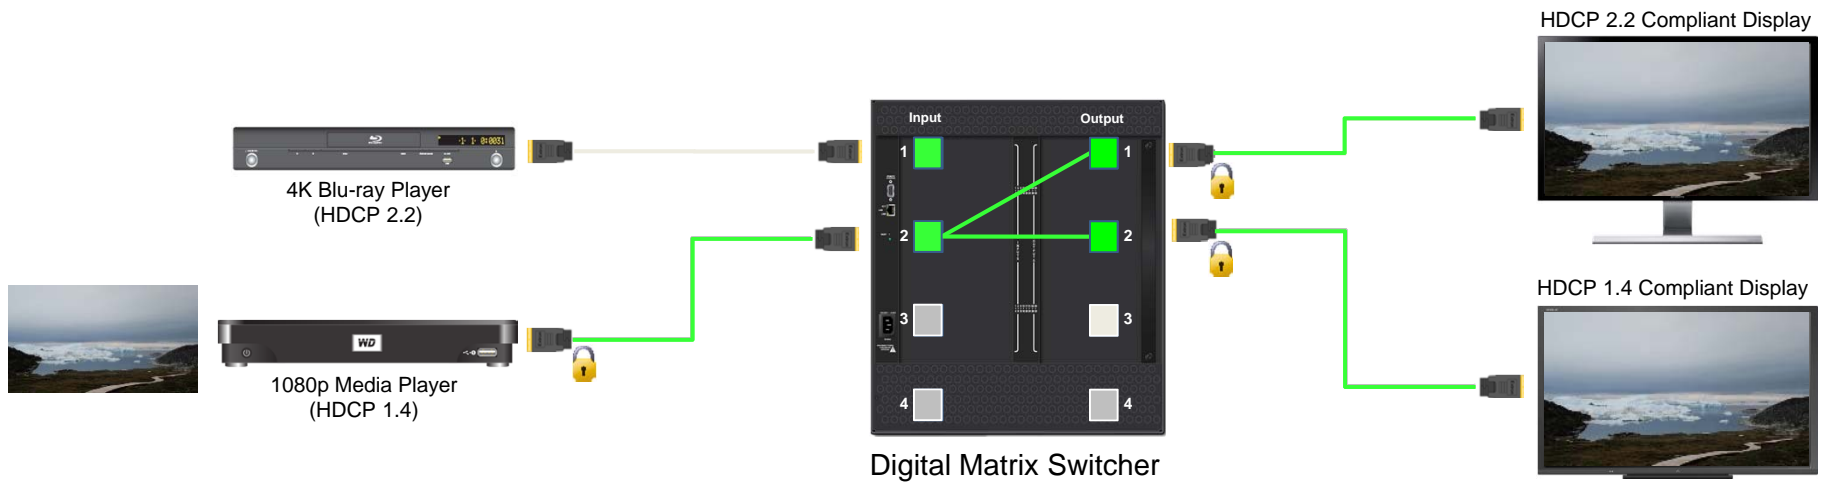 HDCP 2.2 Compliant Display
Input
Output
1
1
4K Blu-ray Player
(HDCP 2.2)
2
2
HDCP 1.4 Compliant Display
3
3
WD
1080p Media Player
(HDCP 1.4)
4
4
Digital Matrix Switcher